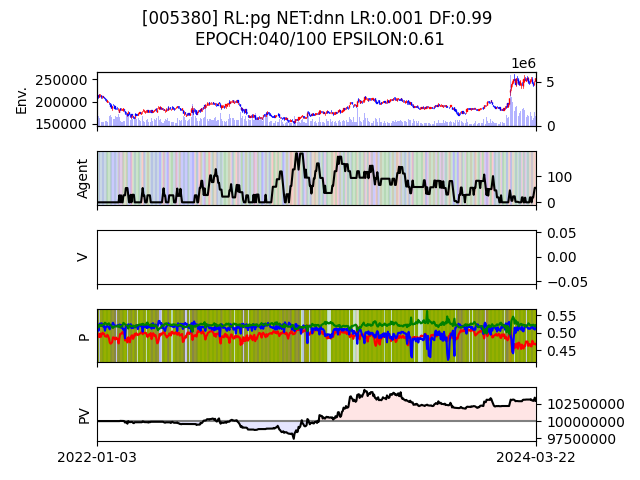 [005380] RL:pg NET:dnn LR:0.001 DF:0.99
EPOCH:040/100 EPSILON:0.61
1e6
Env.
250000
200000
150000
5
0
Agent
100
0
V
0.05
0.00
−0.05
P
0.55
0.50
0.45
PV
102500000
100000000
97500000
2022-01-03
2024-03-22